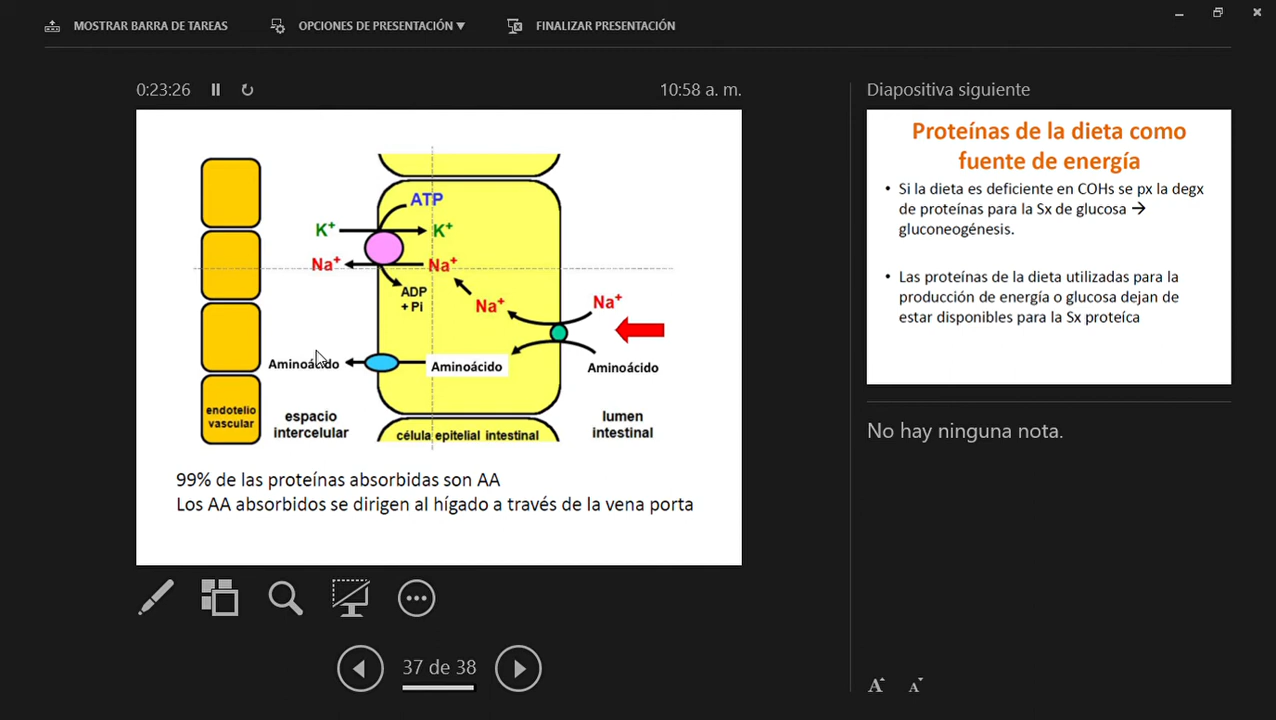 MOSTRAR BARRA DE TAREAS
OPCIONES DE PRESENTACIÓN ▼
FINALIZAR PRESENTACIÓN
0:23:26
10:58 a. m.
ATP
K+
K+
Na+
Na+
ADP
+ Pi
Na+
Na+
Aminoácido
Aminoácido
Aminoácido
endotelio
vascular
espacio
intercelular
célula epitelial intestinal
lumen
intestinal
99% de las proteínas absorbidas son AA
Los AA absorbidos se dirigen al hígado a través de la vena porta
37 de 38
Diapositiva siguiente
Proteínas de la dieta como
fuente de energía
• Si la dieta es deficiente en COHs se px la degx
de proteínas para la Sx de glucosa →
gluconeogénesis.
• Las proteínas de la dieta utilizadas para la
producción de energía o glucosa dejan de
estar disponibles para la Sx proteíca
No hay ninguna nota.
A A